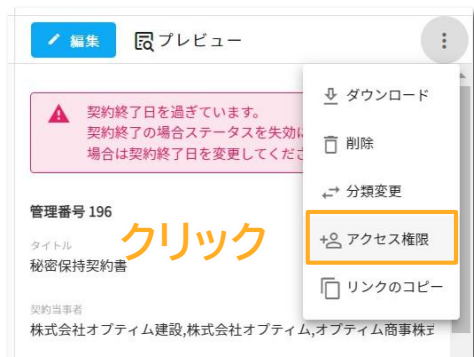 編集
プレビュー
契約終了日を過ぎています。
契約終了の場合ステータスを失効に
場合は契約終了日を変更してくださ
ダウンロード
削除
分類変更
アクセス権限
リンクのコピー
管理番号 196
クリック
タイトル
秘密保持契約書
契約当事者
株式会社オプティム建設,株式会社オプティム,オプティム商事株式